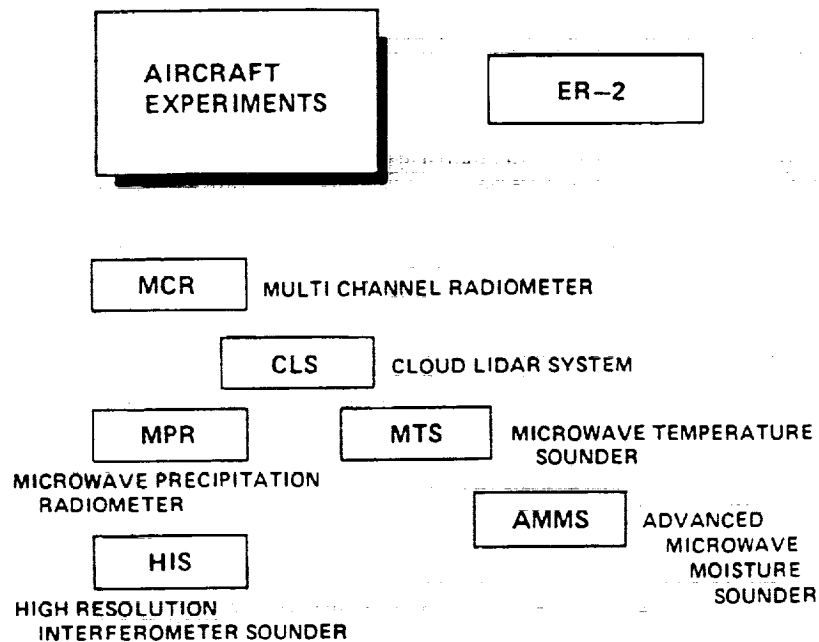 AIRCRAFT
EXPERIMENTS
ER-2
MCR
MULTI CHANNEL RADIOMETER
CLS
CLOUD LIDAR SYSTEM
MPR
MICROWAVE PRECIPITATION
RADIOMETER
MTS
MICROWAVE TEMPERATURE
SOUNDER
AMMS
ADVANCED
MICROWAVE
MOISTURE
SOUNDER
HIS
HIGH RESOLUTION
INTERFEROMETER SOUNDER